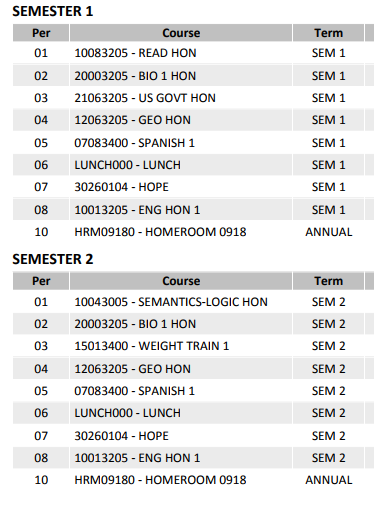 SEMESTER 1
Per Course Term
01 10083205 - READ HON SEM 1
02 20003205 - BIO 1 HON SEM 1
03 21063205 - US GOVT HON SEM 1
04 12063205 - GEO HON SEM 1
05 07083400 - SPANISH 1 SEM 1
06 LUNCH000 - LUNCH SEM 1
07 30260104 - HOPE SEM 1
08 10013205 - ENG HON 1 SEM 1
10 HRM09180 - HOMEROOM 0918 ANNUAL
SEMESTER 2
Per Course Term
01 10043005 - SEMANTICS-LOGIC HON SEM 2
02 20003205 - BIO 1 HON SEM 2
03 15013400 - WEIGHT TRAIN 1 SEM 2
04 12063205 - GEO HON SEM 2
05 07083400 - SPANISH 1 SEM 2
06 LUNCH000 - LUNCH SEM 2
07 30260104 - HOPE SEM 2
08 10013205 - ENG HON 1 SEM 2
10 HRM09180 - HOMEROOM 0918 ANNUAL